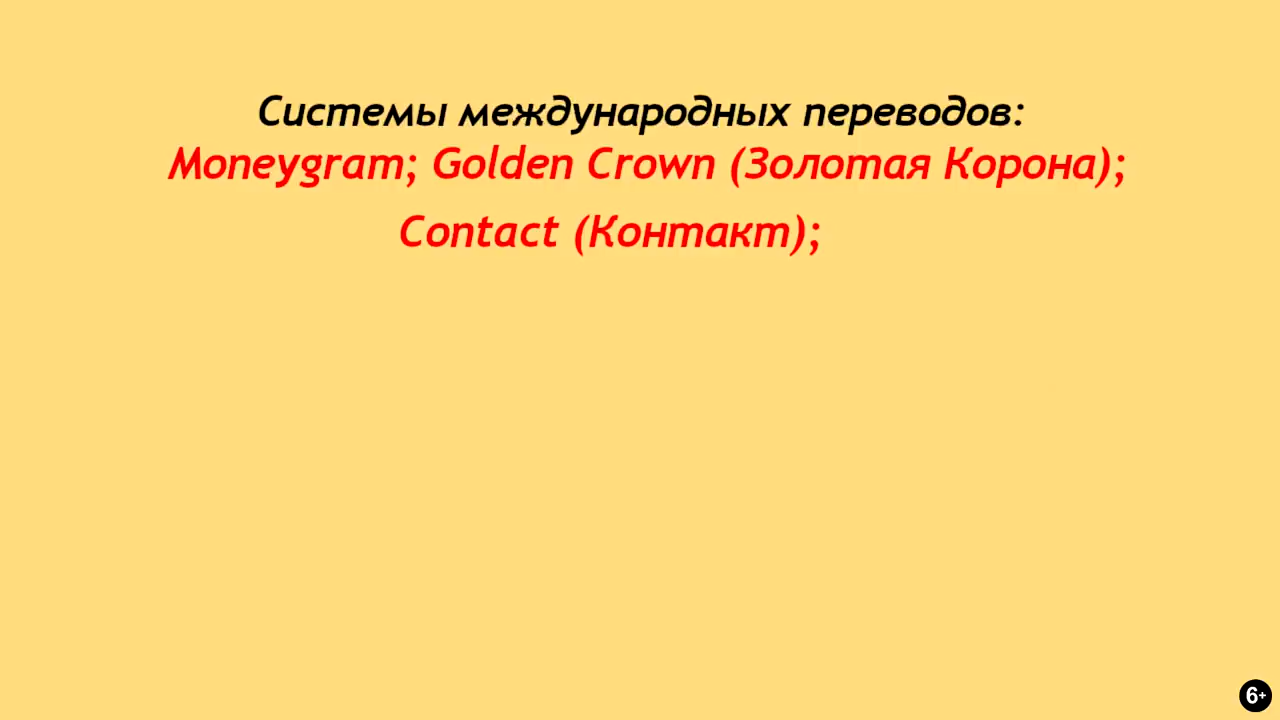 Системы международных переводов:
Moneygram; Golden Crown (Золотая Корона);
Contact (Контакт);
6+